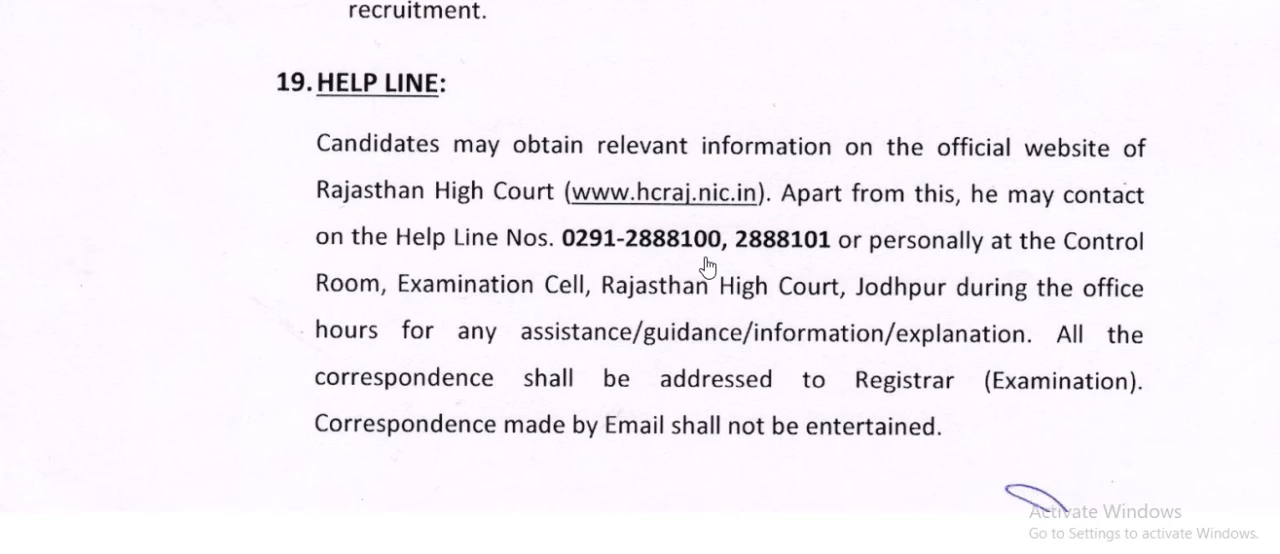 recruitment.
19. HELP LINE:
Candidates may obtain relevant information on the official website of
Rajasthan High Court (www.hcraj.nic.in). Apart from this, he may contact
on the Help Line Nos. 0291-2888100, 2888101 or personally at the Control
Room, Examination Cell, Rajasthan High Court, Jodhpur during the office
hours for any assistance/guidance/information/explanation. All the
correspondence shall be addressed to Registrar (Examination).
Correspondence made by Email shall not be entertained.
Activate Windows
Go to Settings to activate Windows.